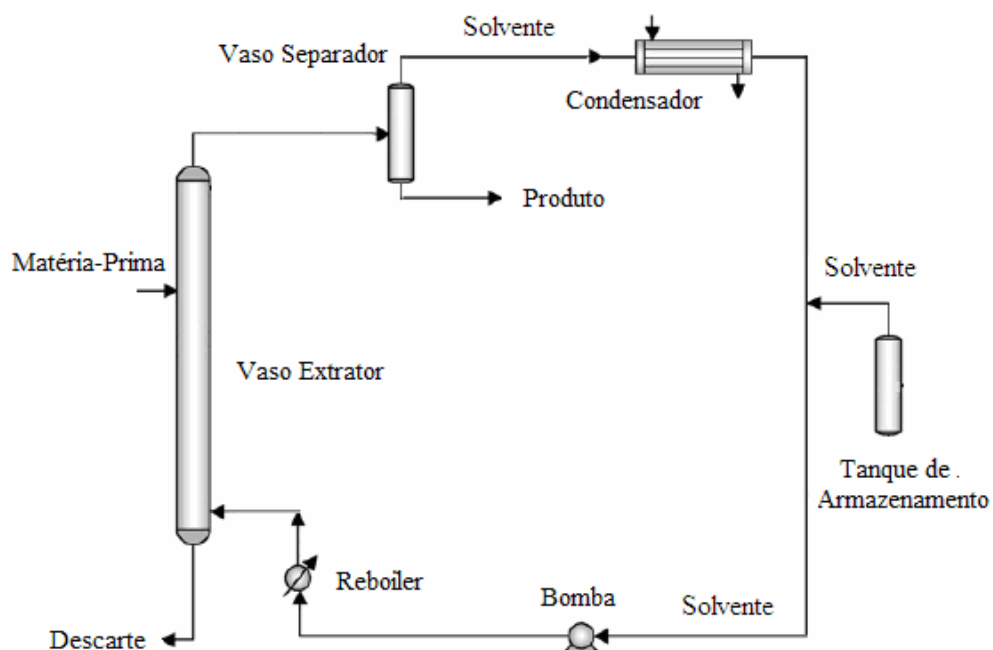 Solvente
Vaso Separador
Condensador
Produto
Matéria-Prima
Solvente
Vaso Extrator
Tanque de .
Armazenamento
Reboiler
Bomba
Solvente
Descarte